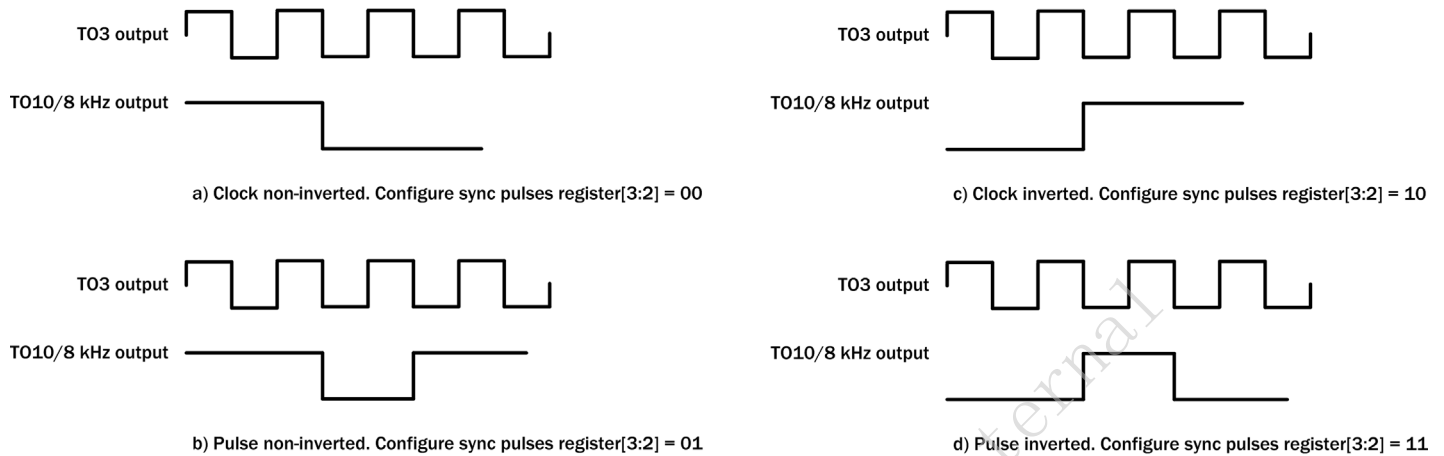 TO3 output
TO10/8 kHz output
a) Clock non-inverted. Configure sync pulses register[3:2] = 00
TO3 output
TO10/8 kHz output
c) Clock inverted. Configure sync pulses register[3:2] = 10
TO3 output
TO10/8 kHz output
b) Pulse non-inverted. Configure sync pulses register[3:2] = 01
TO3 output
TO10/8 kHz output
d) Pulse inverted. Configure sync pulses register[3:2] = 11
ternal